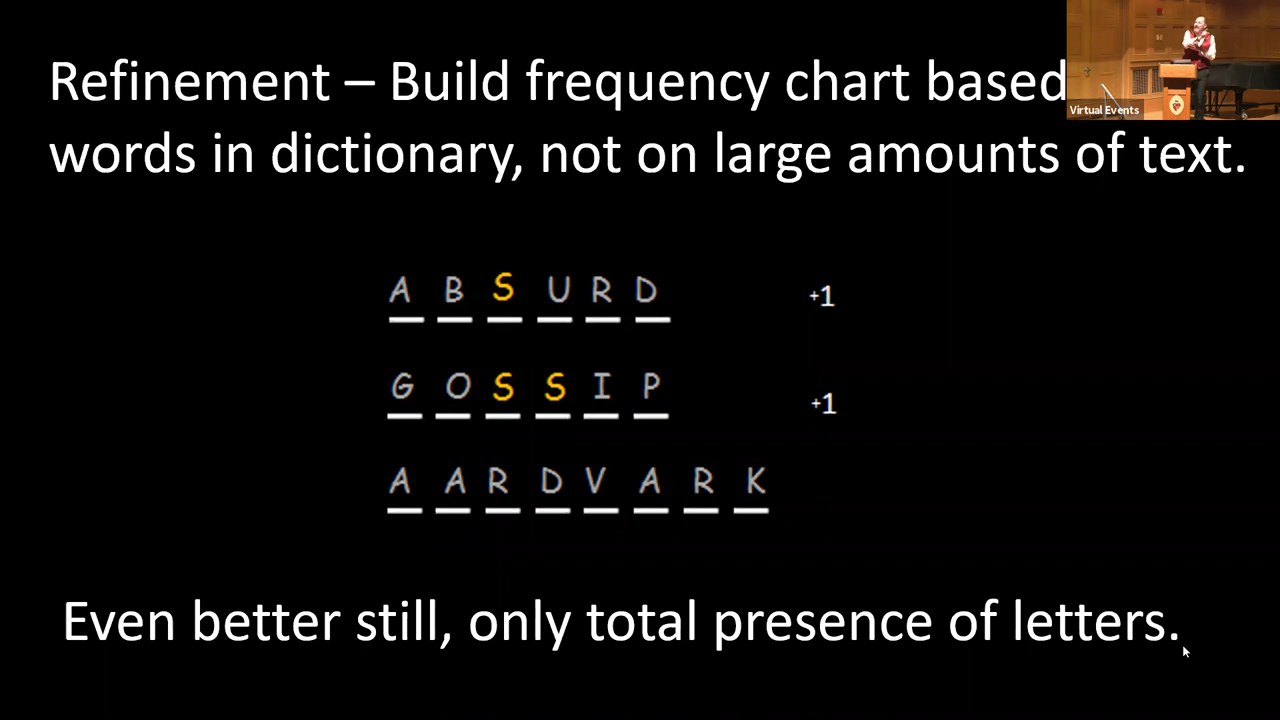 Refinement – Build frequency chart based
Virtual Events
words in dictionary, not on large amounts of text.
A B S U R D +1
G O S S I P +1
A A R D V A R K
Even better still, only total presence of letters.